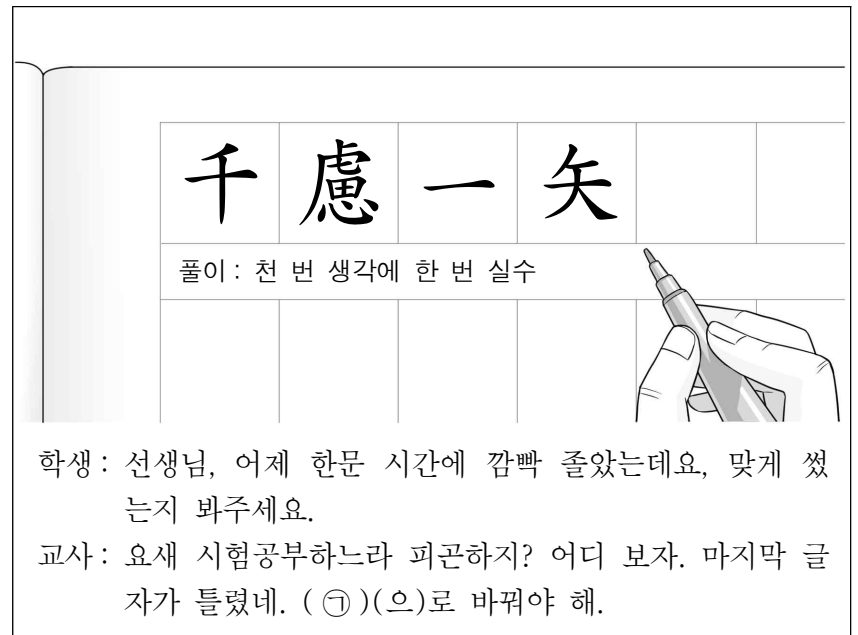 千慮一矢
풀이 : 천 번 생각에 한 번 실수
학생 : 선생님, 어제 한문 시간에 깜빡 졸았는데요, 맞게 썼
는지 봐주세요.
교사 : 요새 시험공부하느라 피곤하지? 어디 보자. 마지막 글
자가 틀렸네. ( ㉠ )(으)로 바꿔야 해.